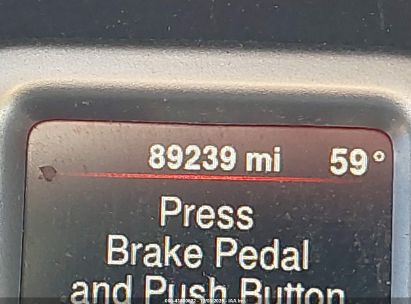 89239 mi 59°
Press
Brake Pedal
and Push Button